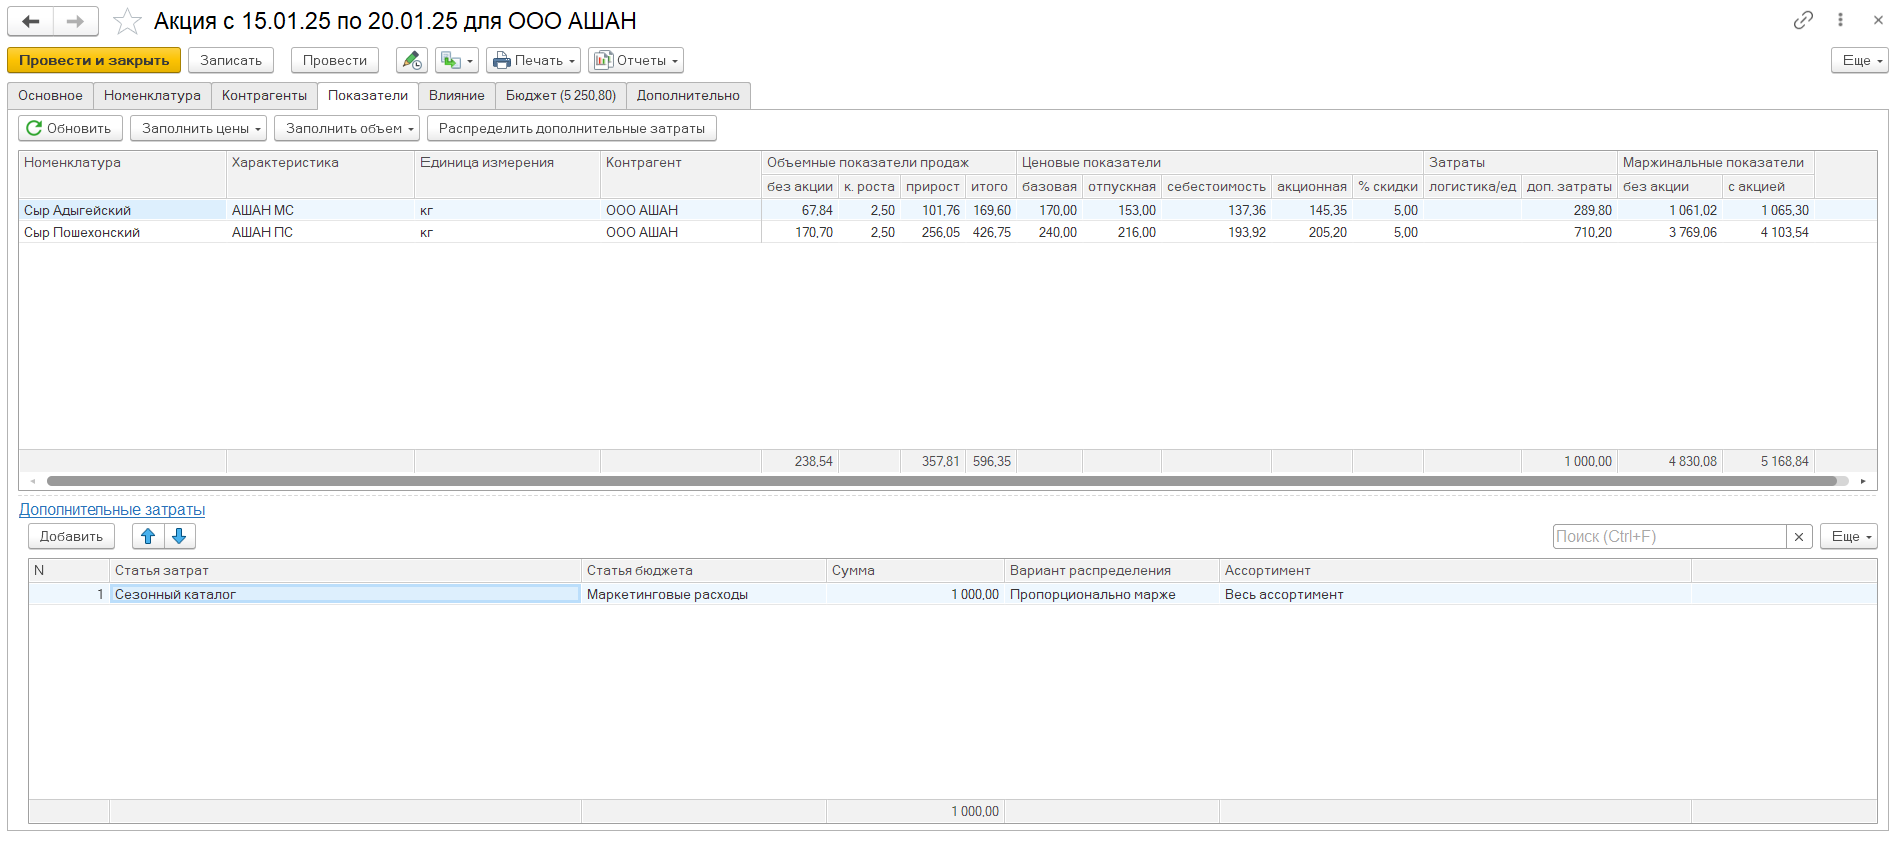 Акция с 15.01.25 по 20.01.25 для ООО АШАН
Провести и закрыть Записать Провести Печать Отчеты Еще
Основное Номенклатура Контрагенты Показатели Влияние Бюджет (5 250,80) Дополнительно
Обновить Заполнить цены Заполнить объем Распределить дополнительные затраты
Номенклатура Характеристика Единица измерения Контрагент Объемные показатели продаж Ценовые показатели Затраты Маржинальные показатели
без акции к. роста прирост итого базовая отпускная себестоимость акционная % скидки логистика/ед доп. затраты без акции с акцией
Сыр Адыгейский АШАН МС кг ООО АШАН 67,84 2,50 101,76 169,60 170,00 153,00 137,36 145,35 5,00 289,80 1 061,02 1 065,30
Сыр Пошехонский АШАН ПС кг ООО АШАН 170,70 2,50 256,05 426,75 240,00 216,00 193,92 205,20 5,00 710,20 3 769,06 4 103,54
238,54 357,81 596,35 1 000,00 4 830,08 5 168,84
Дополнительные затраты
Добавить Поиск (Ctrl+F) × Еще
N Статья затрат Статья бюджета Сумма Вариант распределения Ассортимент
1 Сезонный каталог Маркетинговые расходы 1 000,00 Пропорционально марже Весь ассортимент
1 000,00